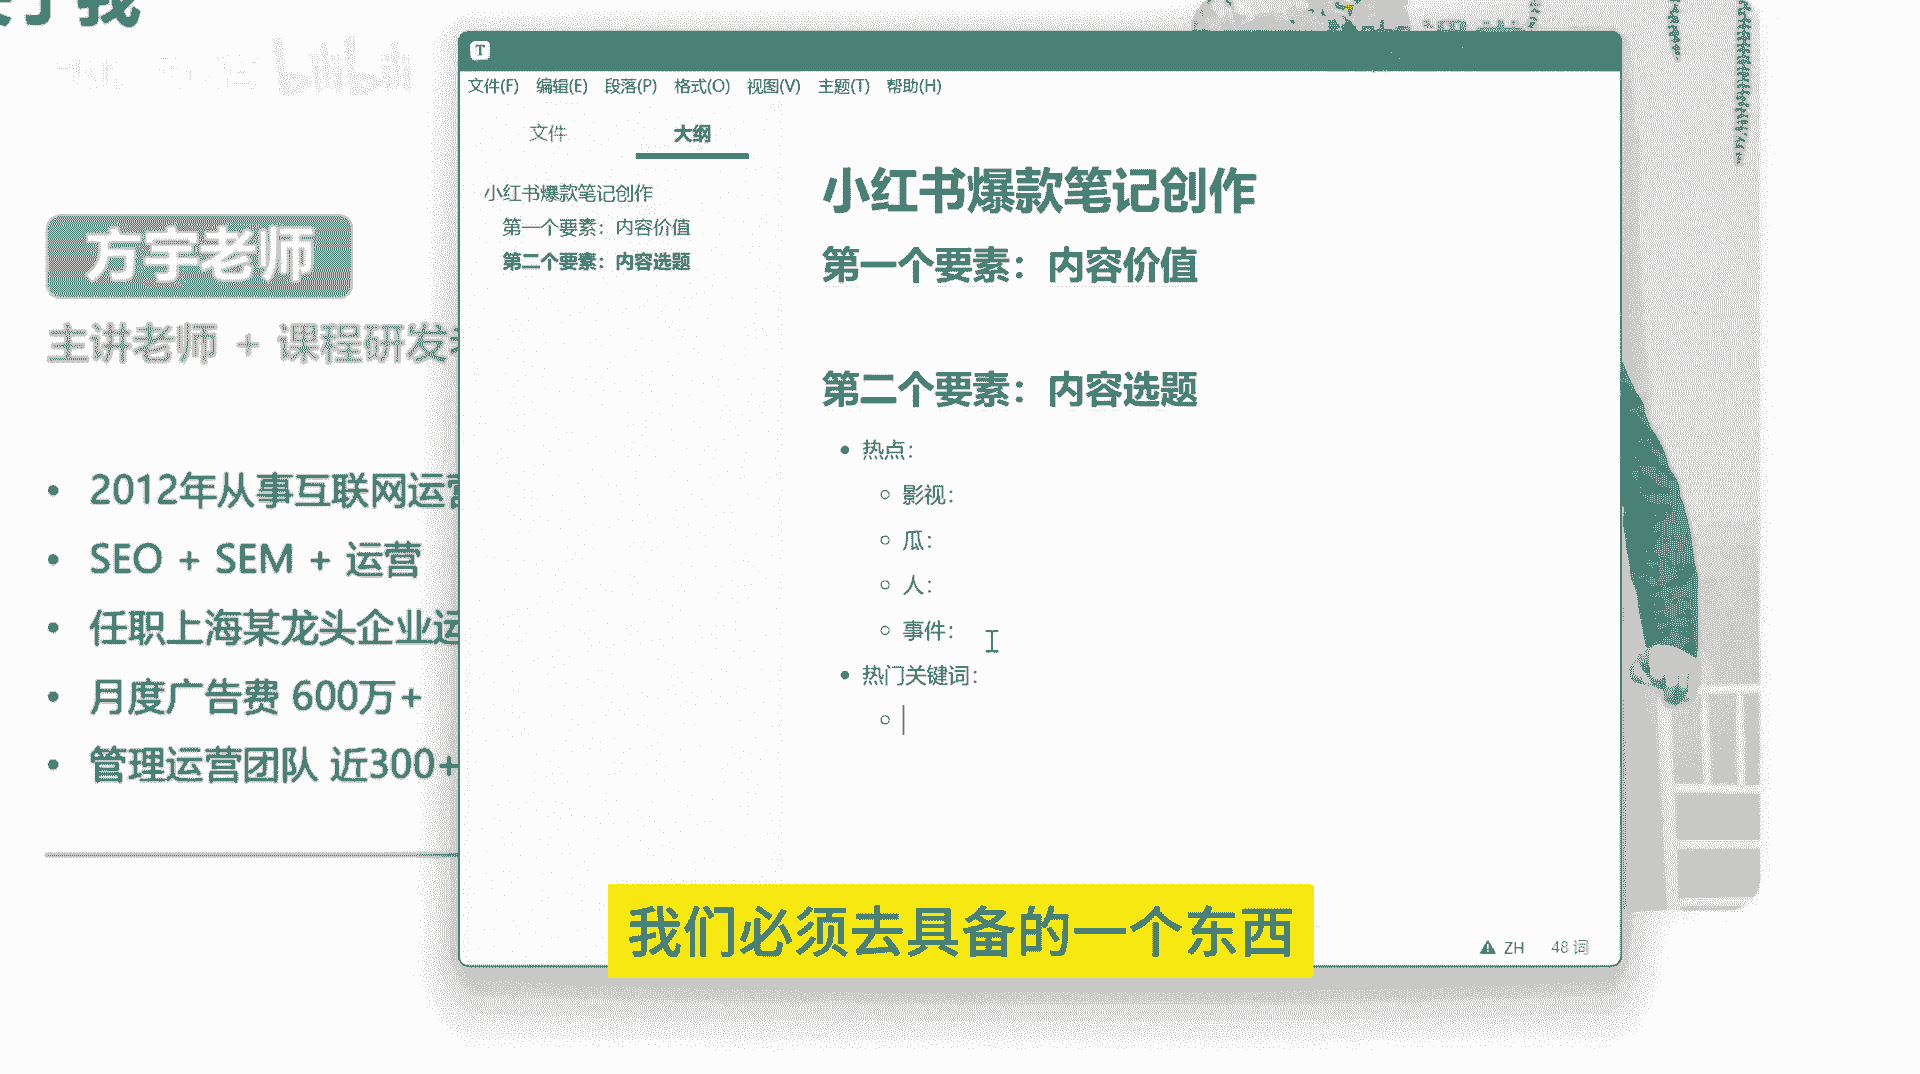 bilibili
方宇老师
主讲老师 + 课程研发
2012年从事互联网运营
SEO + SEM + 运营
任职上海某龙头企业运
月度广告费 600万+
管理运营团队 近300+
T
文件(F) 编辑(E) 段落(P) 格式(O) 视图(V) 主题(T) 帮助(H)
文件 大纲
小红书爆款笔记创作
第一个要素：内容价值
第二个要素：内容选题
小红书爆款笔记创作
第一个要素：内容价值
第二个要素：内容选题
热点：
影视：
瓜：
人：
事件：
热门关键词：
我们必须去具备的一个东西
ZH 48 词